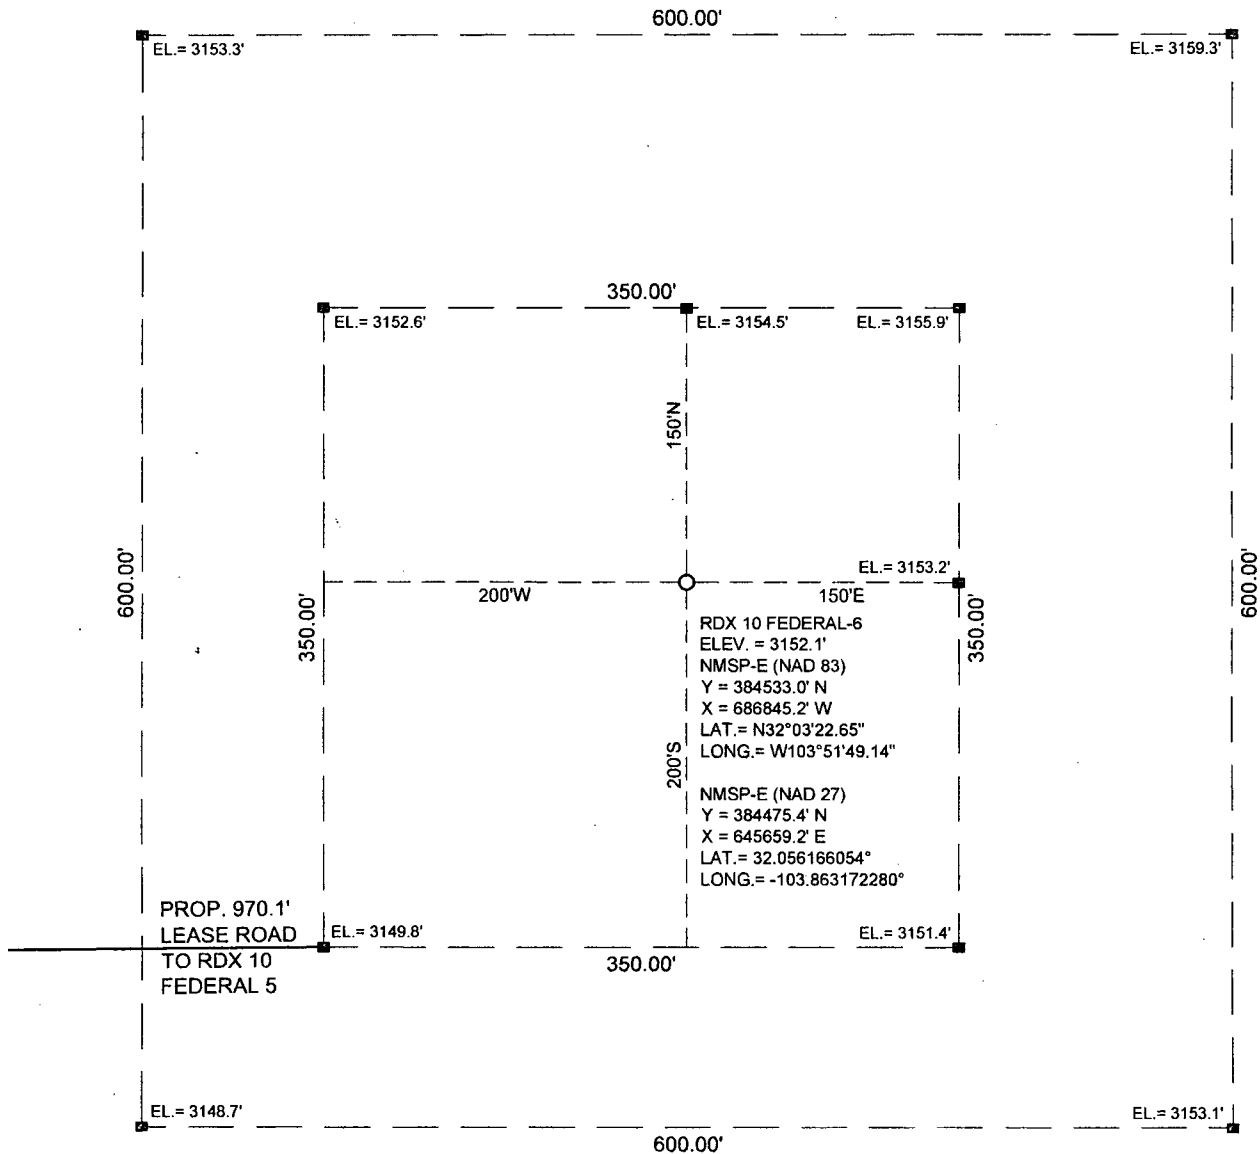 600.00'
EL.= 3153.3'
EL.= 3159.3'
350.00'
EL.= 3152.6'
EL.= 3154.5'
EL.= 3155.9'
150'N
600.00'
350.00'
200'W
150'E
EL.= 3153.2'
350.00'
600.00'
RDX 10 FEDERAL-6
ELEV. = 3152.1'
NMSP-E (NAD 83)
Y = 384533.0' N
X = 686845.2' W
LAT.= N32°03'22.65"
LONG.= W103°51'49.14"
200'S
NMSP-E (NAD 27)
Y = 384475.4' N
X = 645659.2' E
LAT.= 32.056166054°
LONG.= -103.863172280°
PROP. 970.1'
LEASE ROAD
TO RDX 10
FEDERAL 5
EL.= 3149.8'
EL.= 3151.4'
350.00'
EL.= 3148.7'
EL.= 3153.1'
600.00'